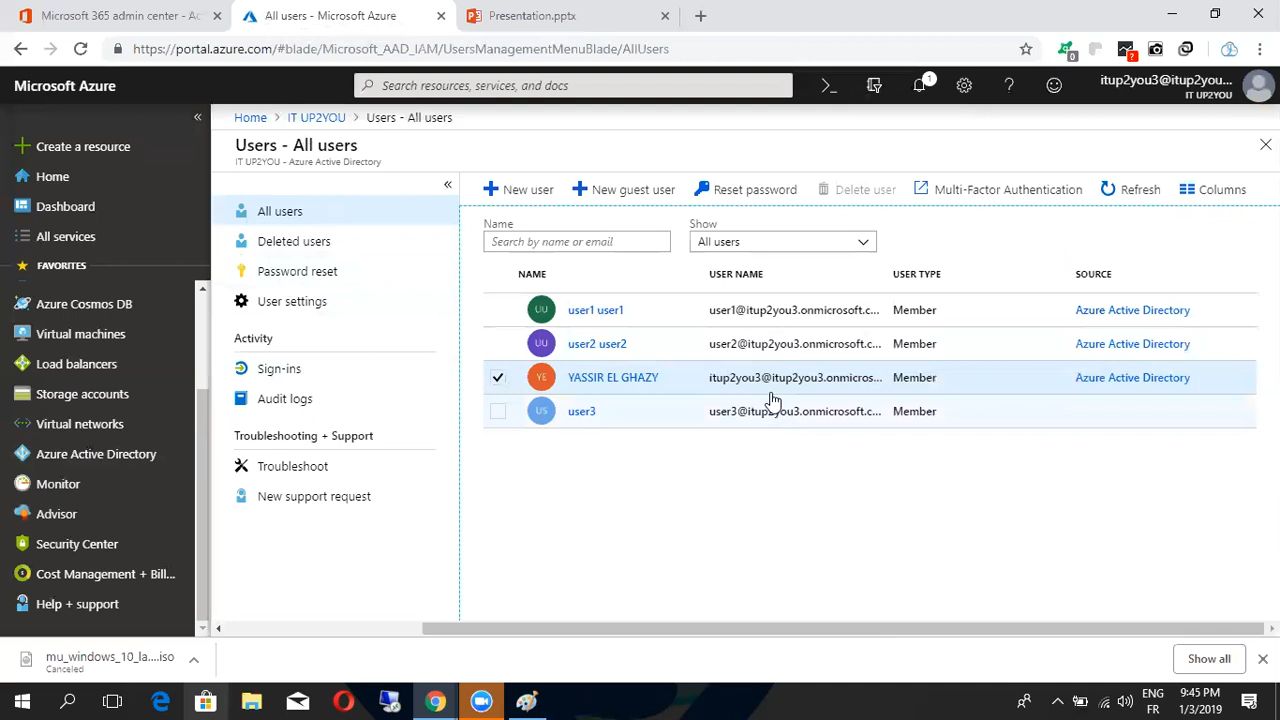 Microsoft 365 admin center - Ac
All users - Microsoft Azure
Presentation.pptx
https://portal.azure.com/#blade/Microsoft_AAD_IAM/UsersManagementMenuBlade/AllUsers
0
?
Microsoft Azure
Search resources, services, and docs
1
itup2you3@itup2you...
IT UP2YOU
Create a resource
Home
Dashboard
All services
FAVORITES
Azure Cosmos DB
Virtual machines
Load balancers
Storage accounts
Virtual networks
Azure Active Directory
Monitor
Advisor
Security Center
Cost Management + Bill...
Help + support
Home
IT UP2YOU
Users - All users
Users - All users
IT UP2YOU - Azure Active Directory
All users
Deleted users
Password reset
User settings
Activity
Sign-ins
Audit logs
Troubleshooting + Support
Troubleshoot
New support request
New user
New guest user
Reset password
Delete user
Multi-Factor Authentication
Refresh
Columns
Name
Show
Search by name or email
All users
NAME USER NAME USER TYPE SOURCE
UU user1 user1 user1@itup2you3.onmicrosoft.c... Member Azure Active Directory
UU user2 user2 user2@itup2you3.onmicrosoft.c... Member Azure Active Directory
YE YASSIR EL GHAZY itup2you3@itup2you3.onmicros... Member Azure Active Directory
US user3 user3@itup2you3.onmicrosoft.c... Member
mu_windows_10_la....iso
Canceled
Show all
ENG
FR
9:45 PM
1/3/2019